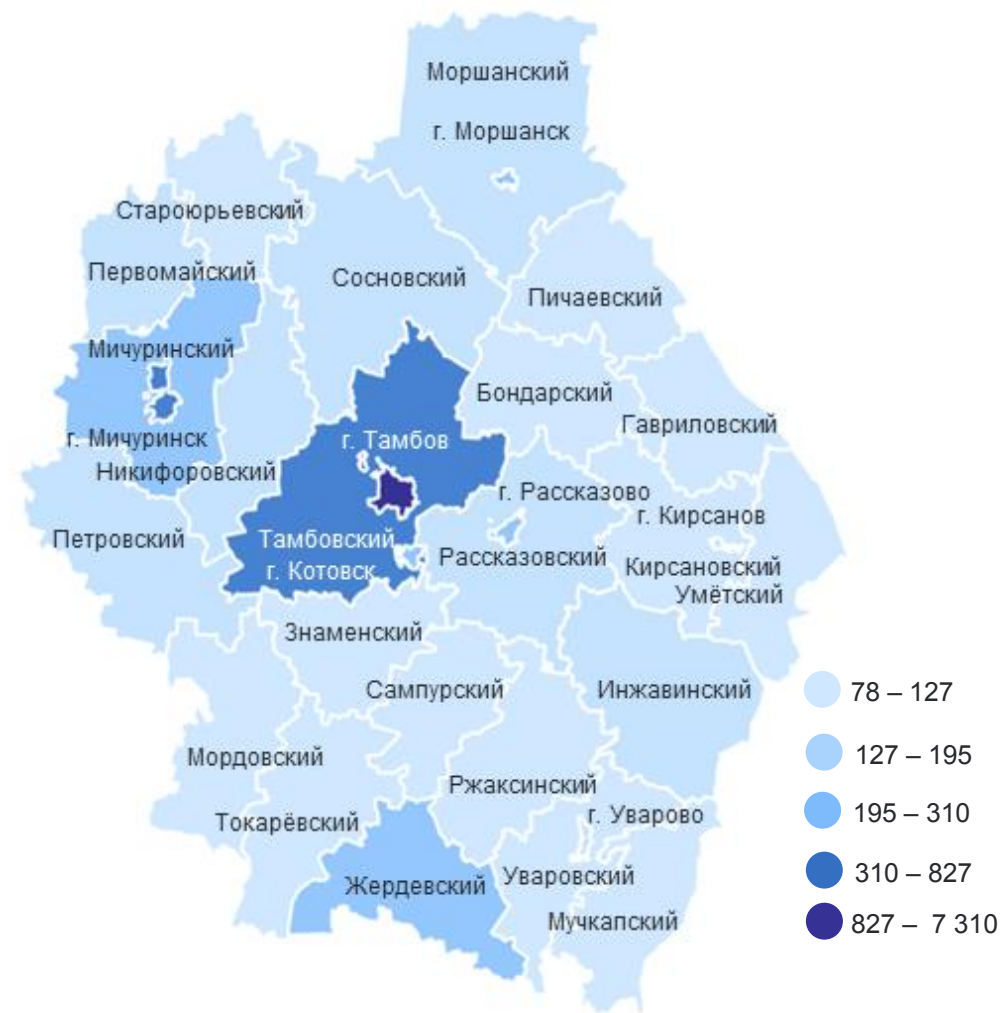 Моршанский
г. Моршанск
Староюрьевский
Первомайский
Сосновский
Пичаевский
Мичуринский
Бондарский
Гавриловский
г. Мичуринск
г. Тамбов
Никифоровский
г. Рассказово
г. Кирсанов
Петровский
Тамбовский
Рассказовский
Кирсановский
г. Котовск
Умётский
Знаменский
Сампурский
Инжавинский
Мордовский
Ржаксинский
Токарёвский
г. Уварово
Жердевский
Уваровский
Мучкапский
78 – 127
127 – 195
195 – 310
310 – 827
827 – 7 310